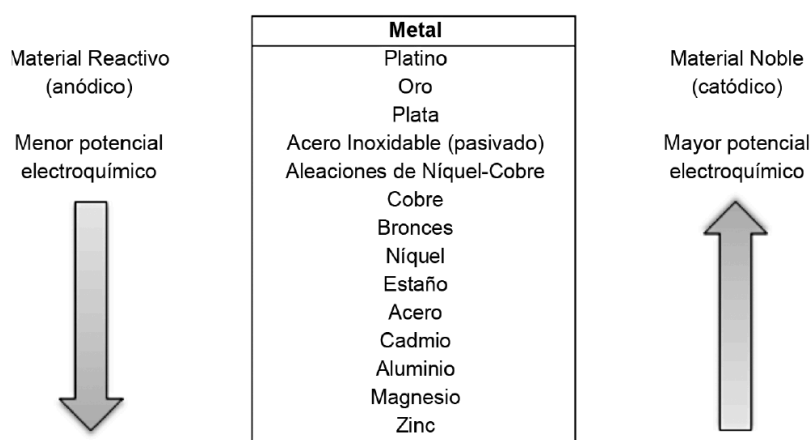 Metal
Material Reactivo
(anódico)
Menor potencial
electroquímico
Platino
Oro
Plata
Acero Inoxidable (pasivado)
Aleaciones de Níquel-Cobre
Cobre
Bronces
Níquel
Estaño
Acero
Cadmio
Aluminio
Magnesio
Zinc
Material Noble
(catódico)
Mayor potencial
electroquímico